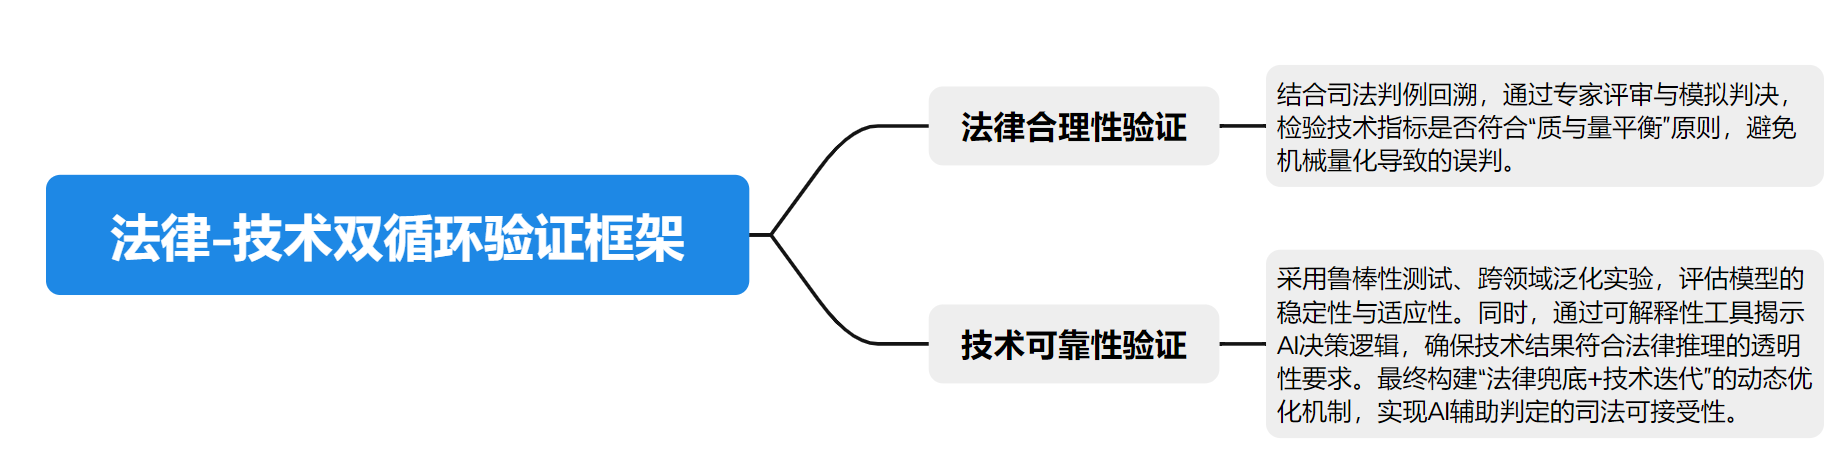 法律-技术双循环验证框架
法律合理性验证
结合司法判例回溯，通过专家评审与模拟判决，
检验技术指标是否符合“质与量平衡”原则，避免
机械量化导致的误判。
技术可靠性验证
采用鲁棒性测试、跨领域泛化实验，评估模型的
稳定性与适应性。同时，通过可解释性工具揭示
AI决策逻辑，确保技术结果符合法律推理的透明
性要求。最终构建“法律兜底+技术迭代”的动态优
化机制，实现AI辅助判定的司法可接受性。